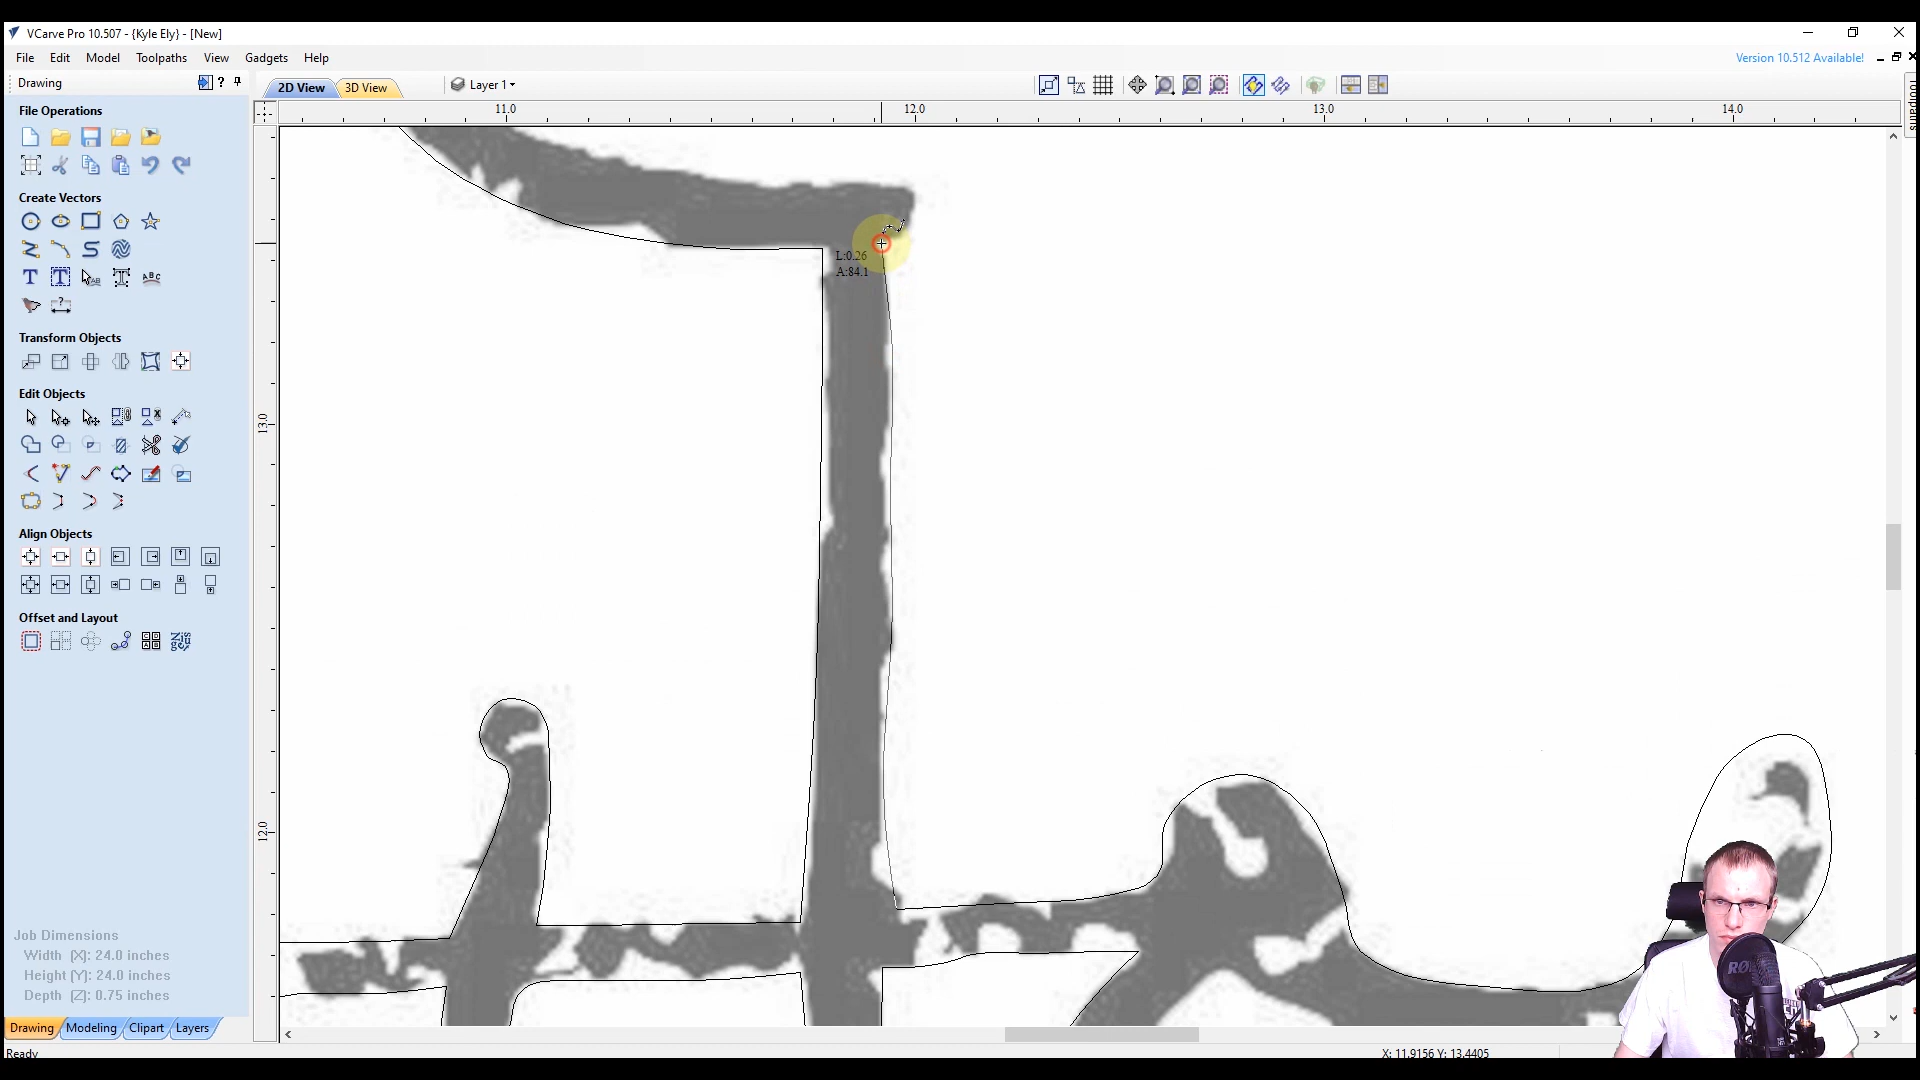 VCarve Pro 10.507 - {Kyle Ely} - [New]
File Edit Model Toolpaths View Gadgets Help
Version 10.512 Available!
Drawing ?
2D View 3D View Layer 1
Toolpaths
11.0 12.0 13.0 14.0
File Operations
Create Vectors
Transform Objects
Edit Objects
Align Objects
Offset and Layout
L:0.26
A:84.1
13.0
12.0
Job Dimensions
Width (X): 24.0 inches
Height (Y): 24.0 inches
Depth (Z): 0.75 inches
Drawing Modeling Clipart Layers
Ready
X: 11.9156 Y: 13.4405